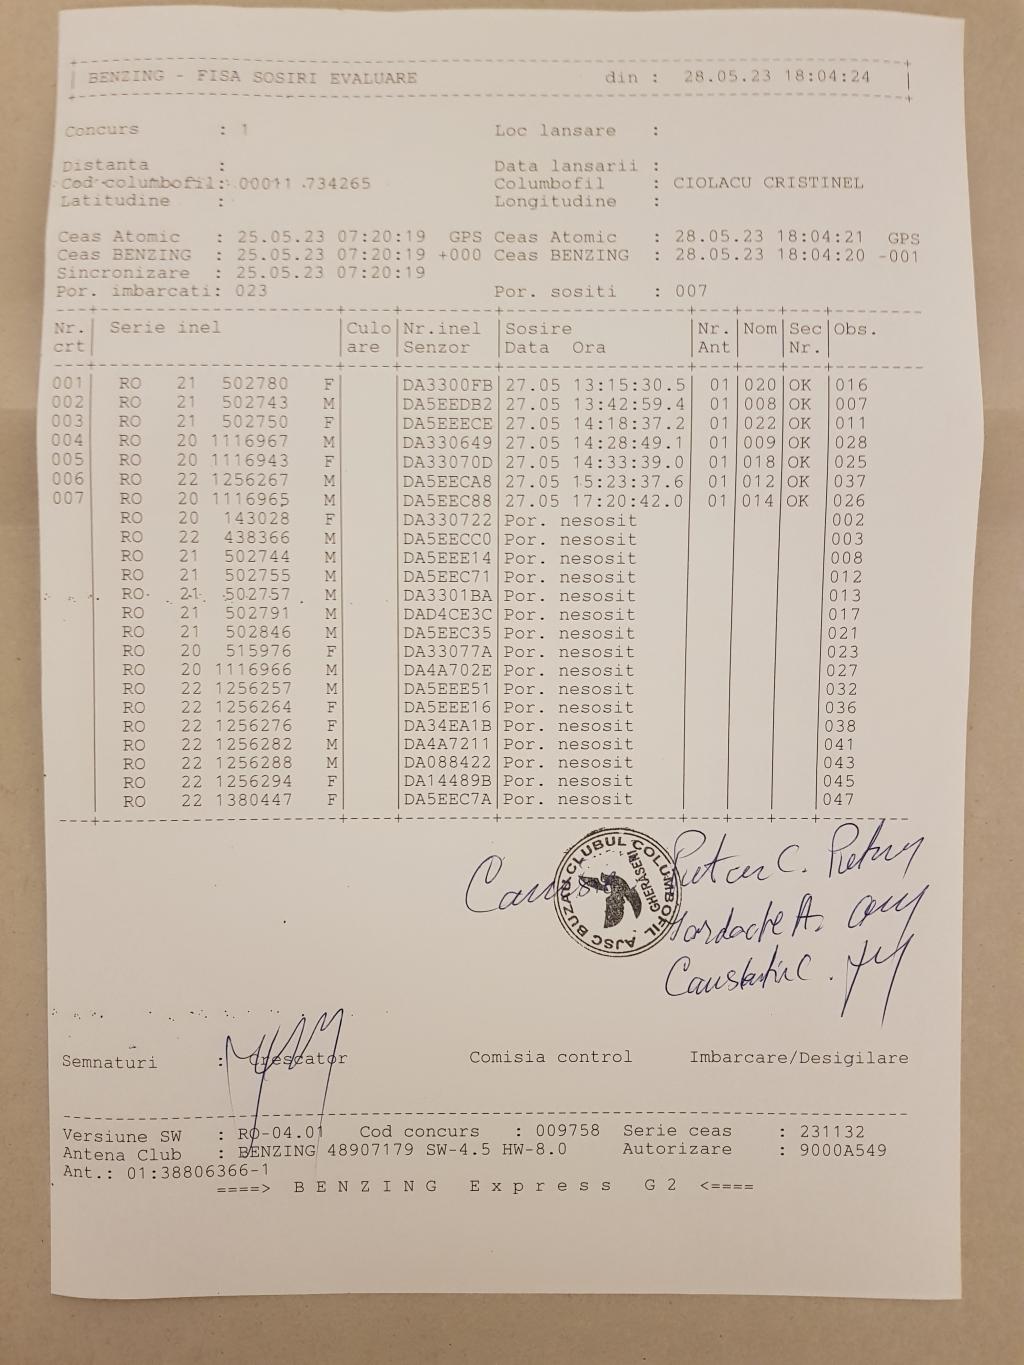 BENZING - FISA SOSIRI EVALUARE din : 28.05.23 18:04:24
Concurs : 1 Loc lansare :
Distanta : Data lansarii :
Cod columbofil: 00011 734265 Columbofil : CIOLACU CRISTINEL
Latitudine : Longitudine :
Ceas Atomic : 25.05.23 07:20:19 GPS Ceas Atomic : 28.05.23 18:04:21 GPS
Ceas BENZING : 25.05.23 07:20:19 +000 Ceas BENZING : 28.05.23 18:04:20 -001
Sincronizare : 25.05.23 07:20:19
Por. imbarcati: 023 Por. sositi : 007
Nr. Serie inel Culo Nr.inel Sosire Nr. Nom Sec Obs.
crt are Senzor Data Ora Ant Nr.
001 RO 21 502780 F DA3300FB 27.05 13:15:30.5 01 020 OK 016
002 RO 21 502743 M DA5EEDB2 27.05 13:42:59.4 01 008 OK 007
003 RO 21 502750 F DA5EEECE 27.05 14:18:37.2 01 022 OK 011
004 RO 20 1116967 M DA330649 27.05 14:28:49.1 01 009 OK 028
005 RO 20 1116943 F DA33070D 27.05 14:33:39.0 01 018 OK 025
006 RO 22 1256267 M DA5EECA8 27.05 15:23:37.6 01 012 OK 037
007 RO 20 1116965 M DA5EEC88 27.05 17:20:42.0 01 014 OK 026
RO 20 143028 F DA330722 Por. nesosit 002
RO 22 438366 M DA5EECC0 Por. nesosit 003
RO 21 502744 M DA5EEE14 Por. nesosit 008
RO 21 502755 M DA5EEC71 Por. nesosit 012
RO 21 502757 M DA3301BA Por. nesosit 013
RO 21 502791 M DAD4CE3C Por. nesosit 017
RO 21 502846 M DA5EEC35 Por. nesosit 021
RO 20 515976 F DA33077A Por. nesosit 023
RO 20 1116966 M DA4A702E Por. nesosit 027
RO 22 1256257 M DA5EEE51 Por. nesosit 032
RO 22 1256264 F DA5EEE16 Por. nesosit 036
RO 22 1256276 F DA34EA1B Por. nesosit 038
RO 22 1256282 M DA4A7211 Por. nesosit 041
RO 22 1256288 M DA088422 Por. nesosit 043
RO 22 1256294 F DA14489B Por. nesosit 045
RO 22 1380447 F DA5EEC7A Por. nesosit 047
AJSC BUZAU CLUBUL COLUMBOFIL
GHERASENI
Semnaturi : Crescator Comisia control Imbarcare/Desigilare
Versiune SW : RO-04.01 Cod concurs : 009758 Serie ceas : 231132
Antena Club : BENZING 48907179 SW-4.5 HW-8.0 Autorizare : 9000A549
Ant.: 01:38806366-1
====> B E N Z I N G E x p r e s s G 2 <====